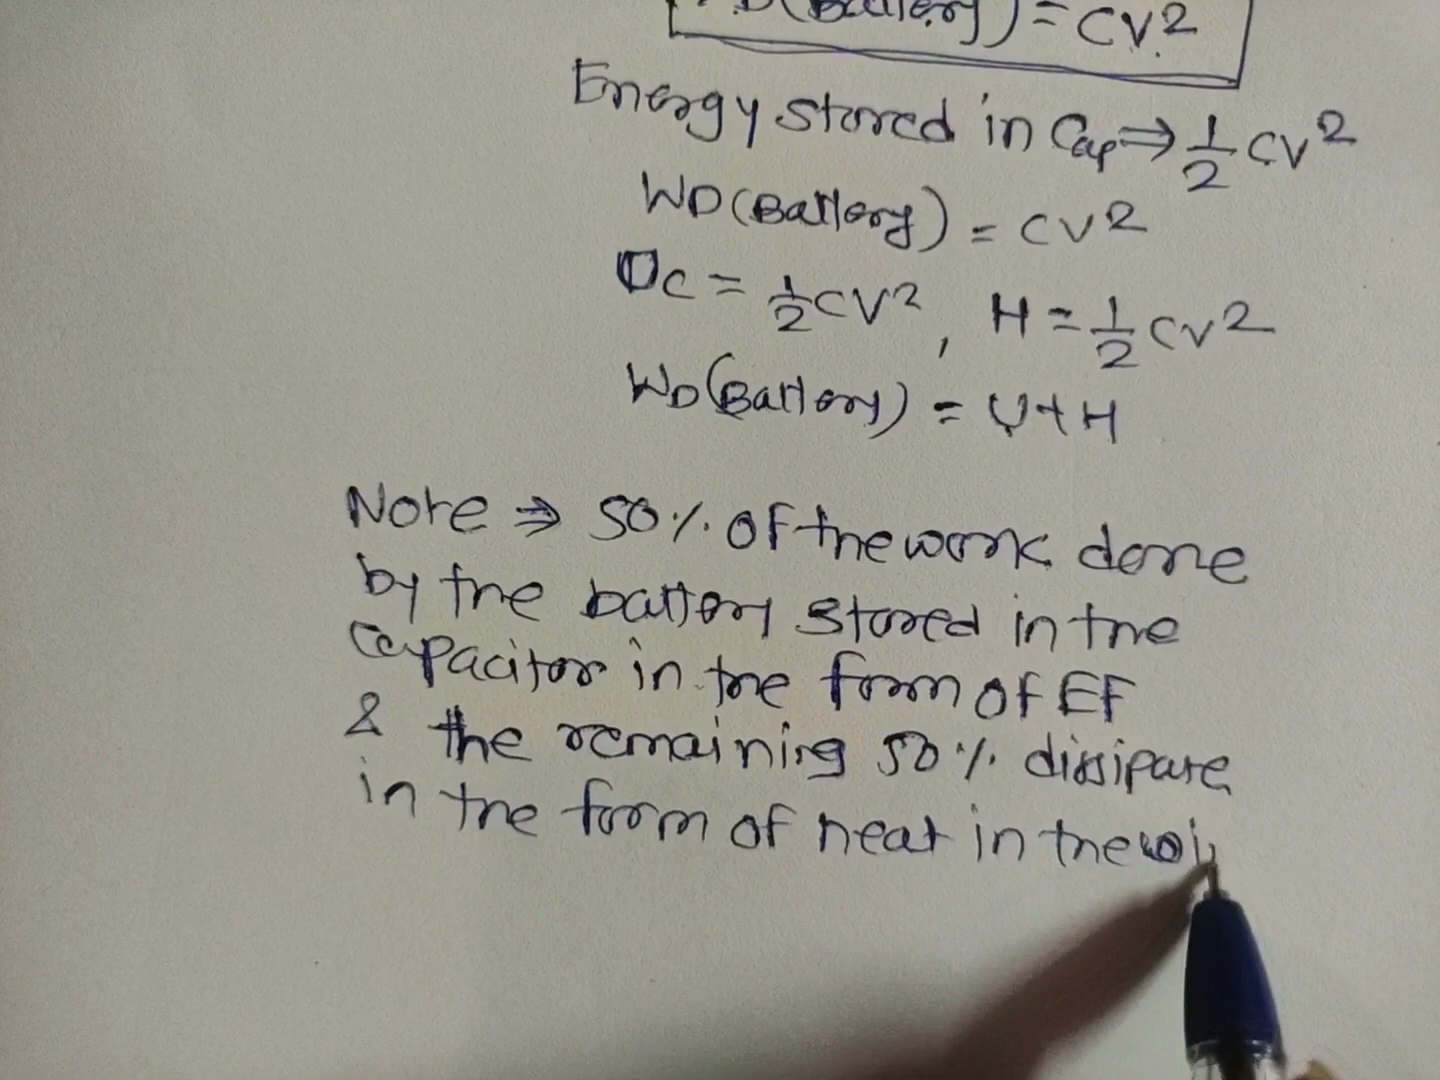 D(Battery) = CV2
Energy stored in Cap ⇒ 1/2 CV2
WD(Battery) = CV2
Uc = 1/2 CV2, H = 1/2 CV2
WD(Battery) = U+H
Note ⇒ 50% of the work done
by the battery stored in the
Capacitor in the form of EF
& the remaining 50% dissipate
in the form of heat in the